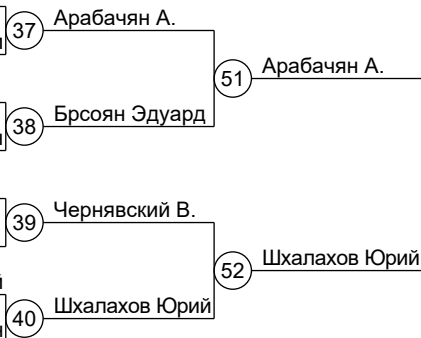 37 Арабачян А.
51 Арабачян А.
38 Брсоян Эдуард
39 Чернявский В.
52 Шхалахов Юрий
й
40 Шхалахов Юрий